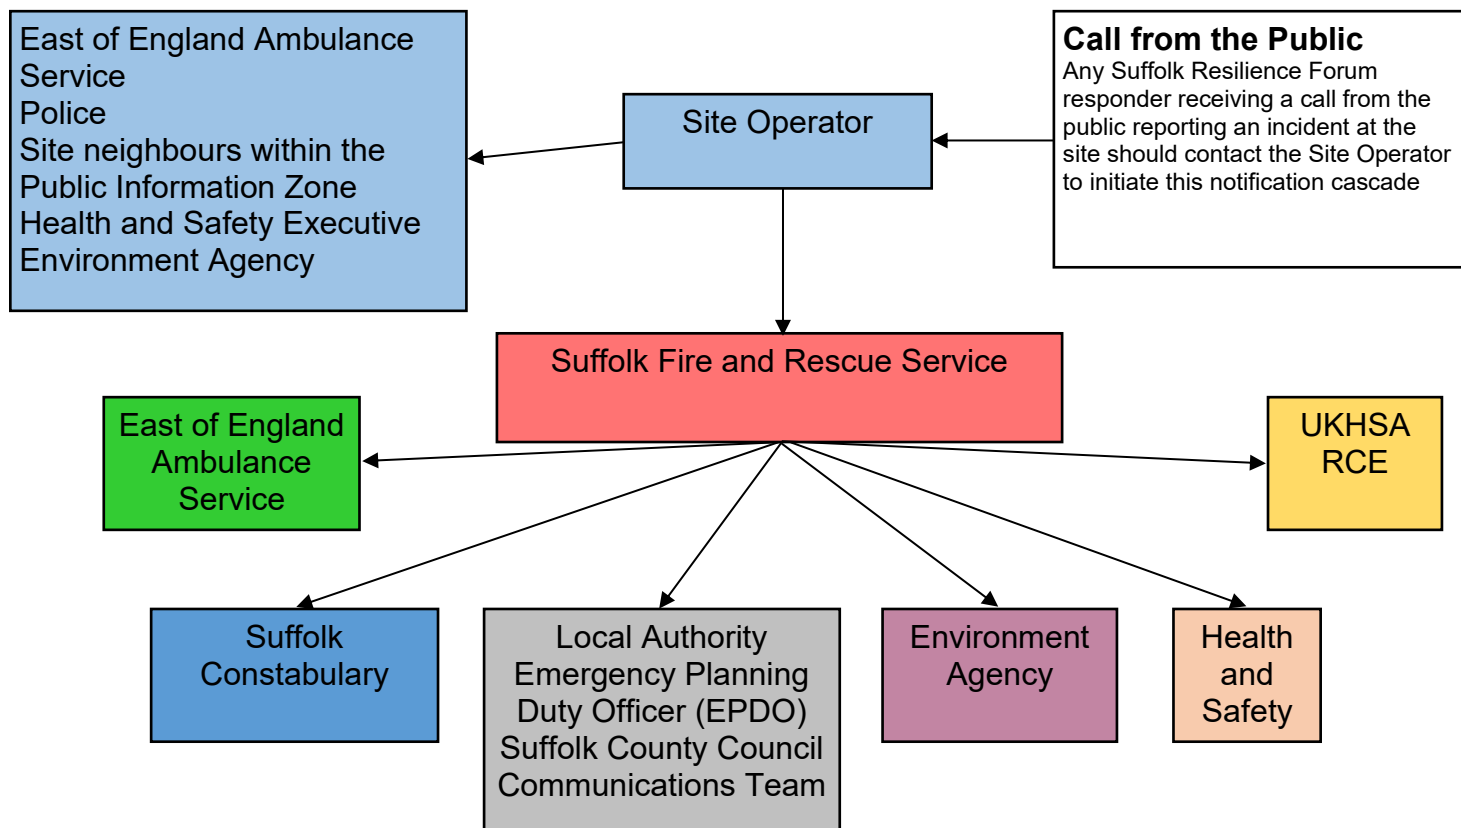 East of England Ambulance
Service
Police
Site neighbours within the
Public Information Zone
Health and Safety Executive
Environment Agency
Site Operator
Call from the Public
Any Suffolk Resilience Forum
responder receiving a call from the
public reporting an incident at the
site should contact the Site Operator
to initiate this notification cascade
Suffolk Fire and Rescue Service
East of England
Ambulance
Service
UKHSA
RCE
Suffolk
Constabulary
Local Authority
Emergency Planning
Duty Officer (EPDO)
Suffolk County Council
Communications Team
Environment
Agency
Health
and
Safety